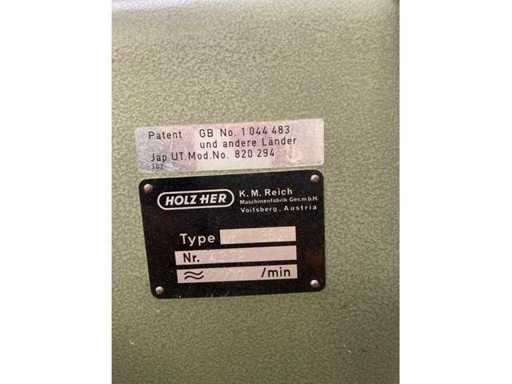 Patent GB No. 1 044 483
und andere Länder
Jap UT. Mod. No. 820 294
HOLZ HER
K. M. Reich
Maschinenfabrik Ges.m.b.H.
Voitsberg, Austria
Type
Nr.
≈ /min